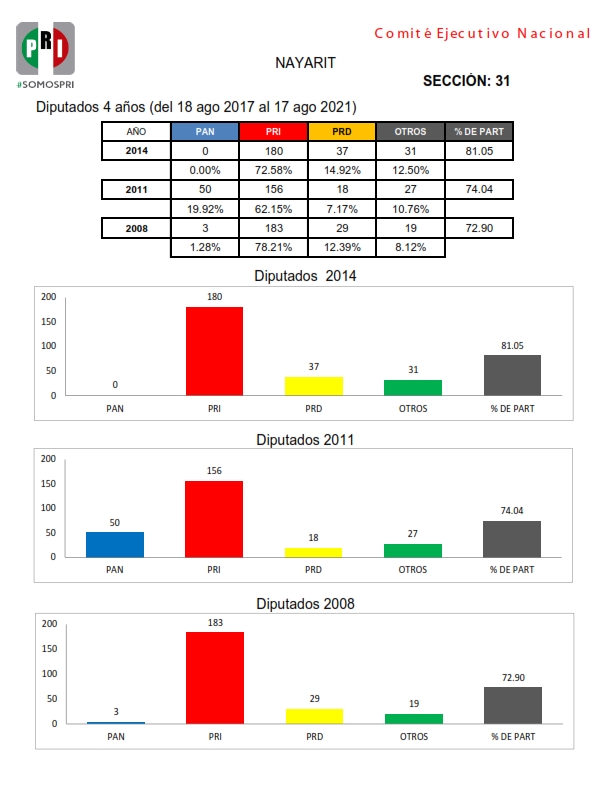 Comité Ejecutivo Nacional
PRI
#SOMOSPRI
NAYARIT
SECCIÓN: 31
Diputados 4 años (del 18 ago 2017 al 17 ago 2021)
AÑO PAN PRI PRD OTROS % DE PART
2014 0 180 37 31 81.05
0.00% 72.58% 14.92% 12.50%
2011 50 156 18 27 74.04
19.92% 62.15% 7.17% 10.76%
2008 3 183 29 19 72.90
1.28% 78.21% 12.39% 8.12%
Diputados 2014
200
150
100
50
0
0 180 37 31 81.05
PAN PRI PRD OTROS % DE PART
Diputados 2011
200
150
100
50
0
50 156 18 27 74.04
PAN PRI PRD OTROS % DE PART
Diputados 2008
200
150
100
50
0
3 183 29 19 72.90
PAN PRI PRD OTROS % DE PART